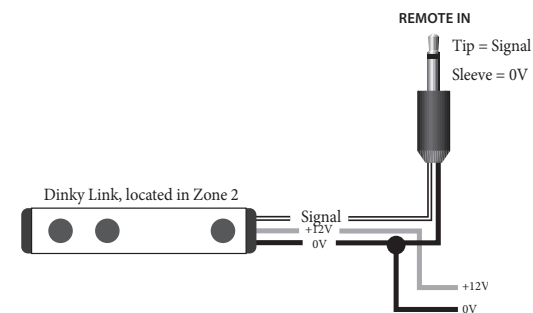 REMOTE IN
Tip = Signal
Sleeve = 0V
Dinky Link, located in Zone 2
Signal
+12V
0V
+12V
0V